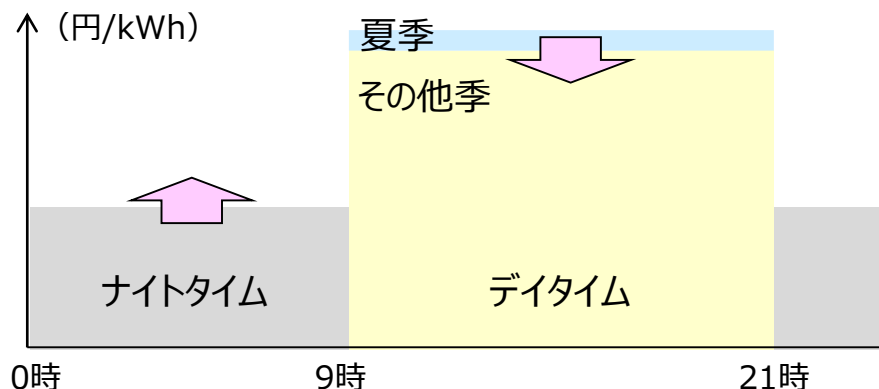 （円/kWh）
夏季
その他季
ナイトタイム
デイタイム
0時
9時
21時